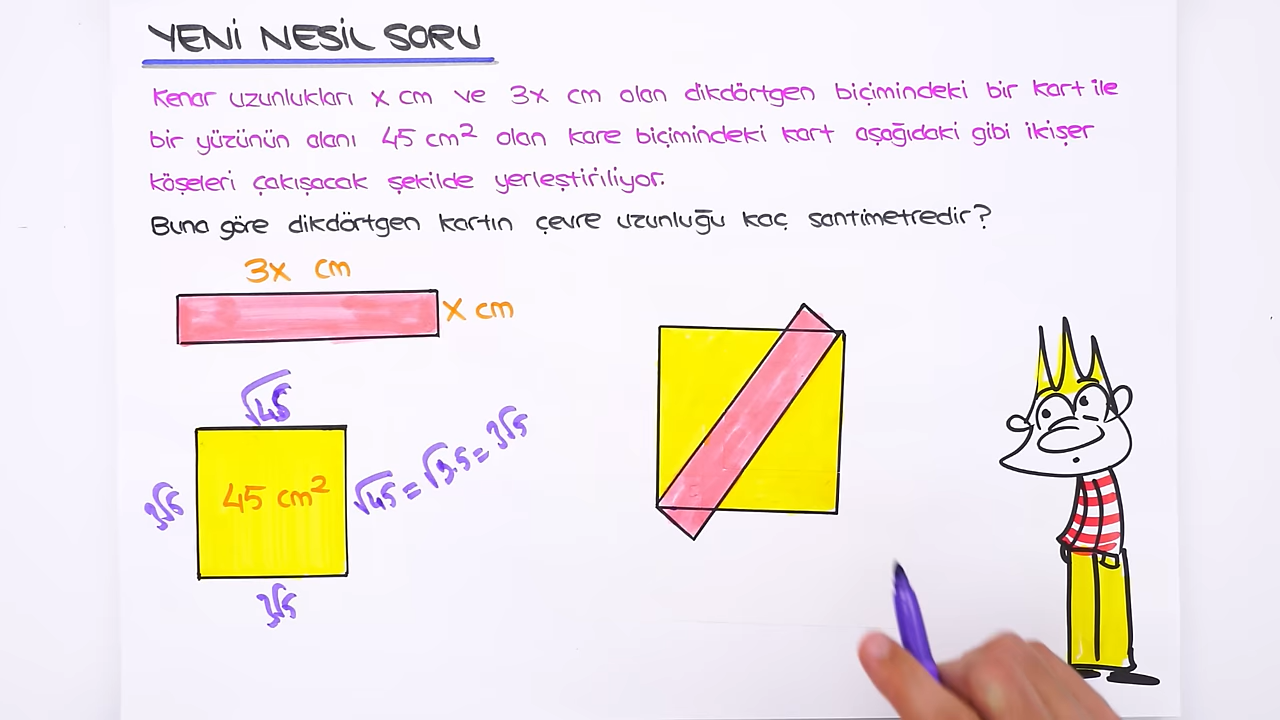 YENİ NESİL SORU
Kenar uzunlukları x cm ve 3x cm olan dikdörtgen biçimindeki bir kart ile
bir yüzünün alanı 45 cm² olan kare biçimindeki kart aşağıdaki gibi ikişer
köşeleri çakışacak şekilde yerleştiriliyor.
Buna göre dikdörtgen kartın çevre uzunluğu kaç santimetredir?
3x cm
x cm
√45
3√5
45 cm²
√45 = √9.5 = 3√5
3√5